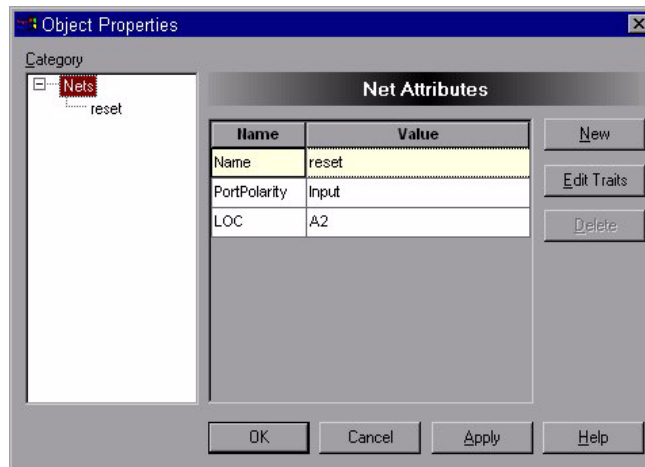 Object Properties
Category
Nets
reset
Net Attributes
Name Value
Name reset
PortPolarity Input
LOC A2
New
Edit Traits
Delete
OK Cancel Apply Help